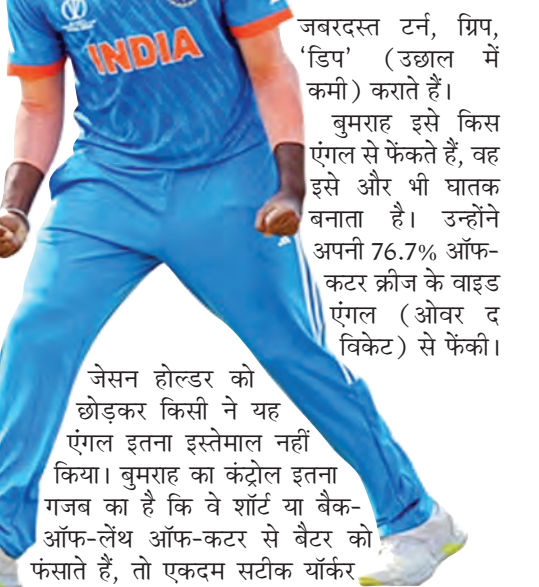 INDIA
जबरदस्त टर्न, ग्रिप,
‘डिप’ (उछाल में
कमी) कराते हैं।
बुमराह इसे किस
एंगल से फेंकते हैं, वह
इसे और भी घातक
बनाता है। उन्होंने
अपनी 76.7% ऑफ-
कटर क्रीज के वाइड
एंगल (ओवर द
विकेट) से फेंकी।
जेसन होल्डर को
छोड़कर किसी ने यह
एंगल इतना इस्तेमाल नहीं
किया। बुमराह का कंट्रोल इतना
गजब का है कि वे शॉर्ट या बैक-
ऑफ-लेंथ ऑफ-कटर से बैटर को
फंसाते हैं, तो एकदम सटीक यॉर्कर